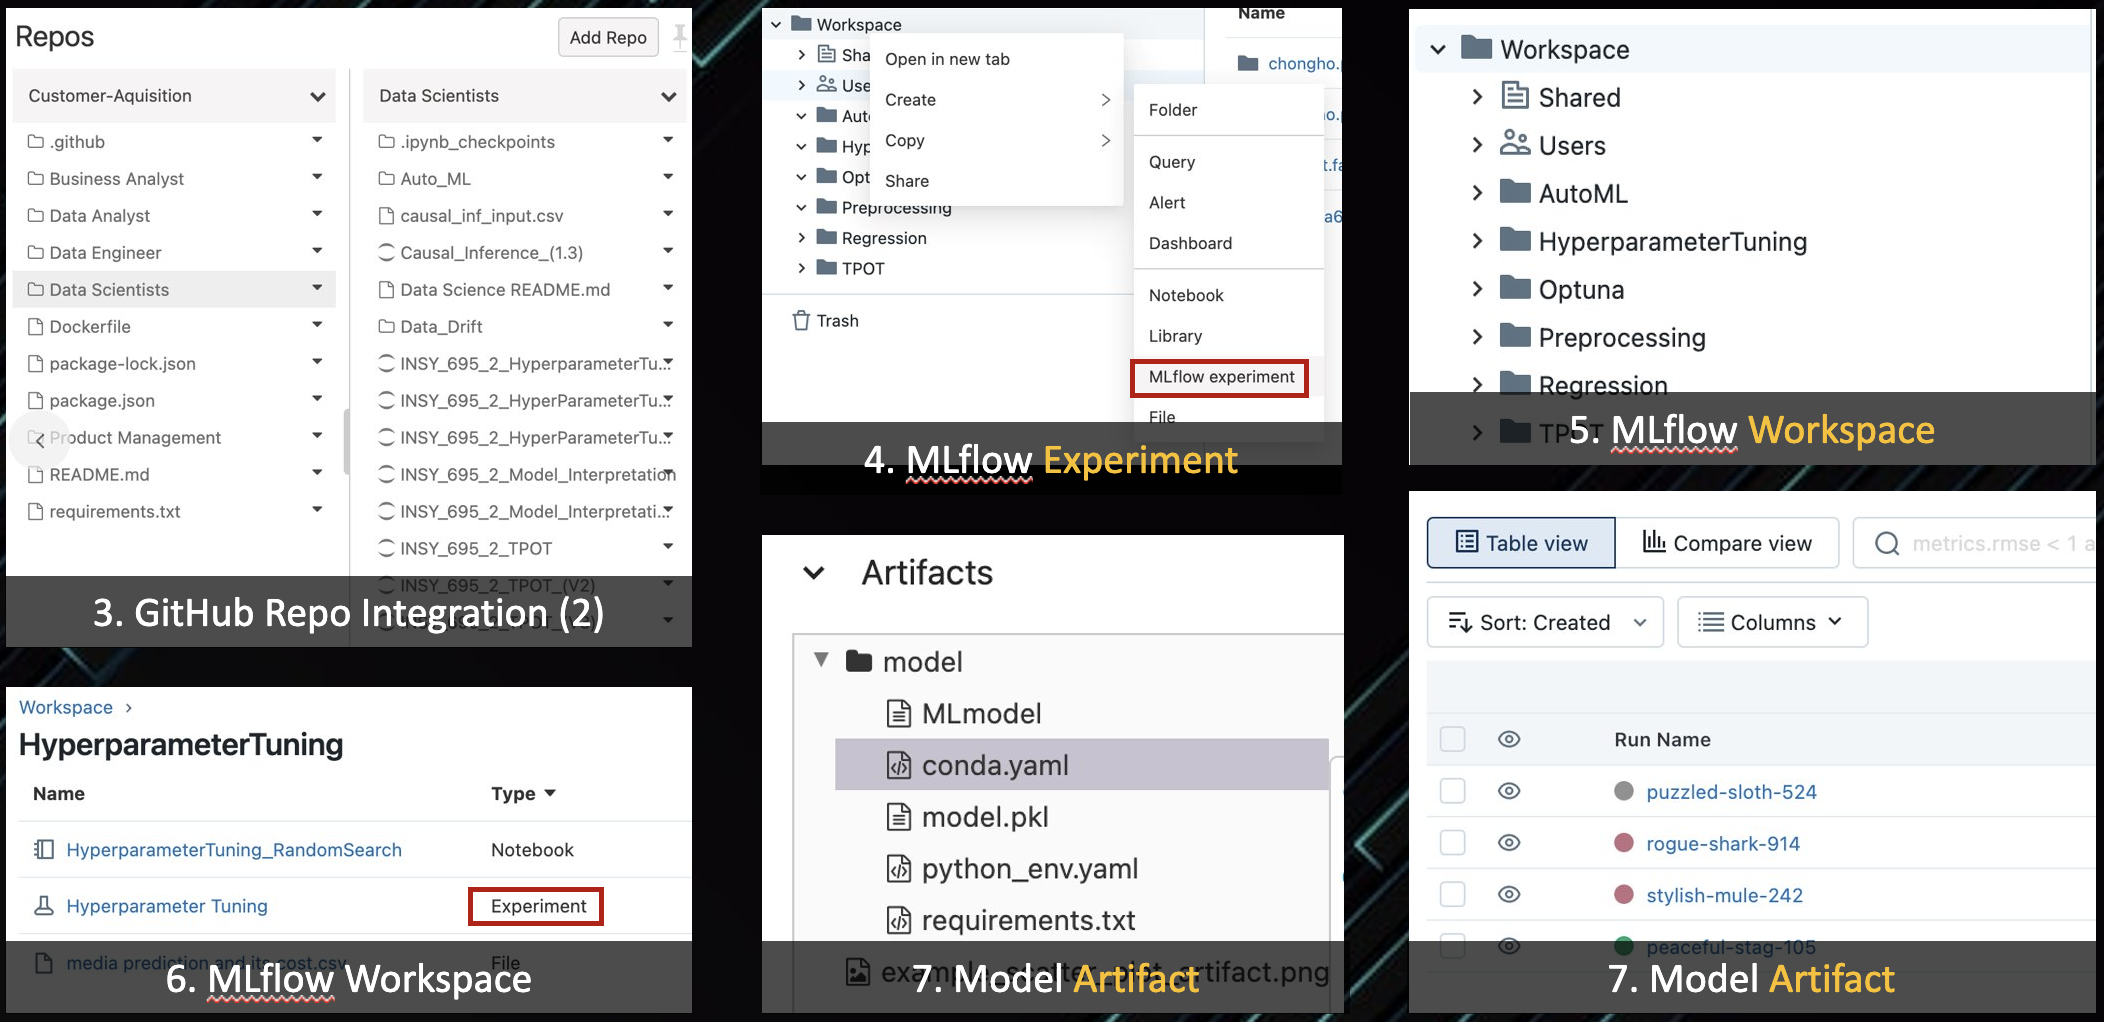 Repos
Add Repo
Customer-Aquisition
.github
Business Analyst
Data Analyst
Data Engineer
Data Scientists
Dockerfile
package-lock.json
package.json
Product Management
README.md
requirements.txt
Data Scientists
.ipynb_checkpoints
Auto_ML
causal_inf_input.csv
Causal_Inference_(1.3)
Data Science README.md
Data_Drift
INSY_695_2_HyperparameterTu...
INSY_695_2_HyperParameterTu...
INSY_695_2_HyperParameterTu...
INSY_695_2_Model_Interpretation
INSY_695_2_Model_Interpretati...
INSY_695_2_TPOT
INSY_695_2_TPOT_(V2)
3. GitHub Repo Integration (2)
Workspace
Sha
Use
Aut
Hyp
Opt
Preprocessing
Regression
TPOT
Trash
Open in new tab
Create
Copy
Share
Name
chongho.
Folder
Query
Alert
Dashboard
Notebook
Library
MLflow experiment
File
4. MLflow Experiment
Workspace
Shared
Users
AutoML
HyperparameterTuning
Optuna
Preprocessing
Regression
TPOT
5. MLflow Workspace
Workspace ›
HyperparameterTuning
Name Type
HyperparameterTuning_RandomSearch Notebook
Hyperparameter Tuning Experiment
media prediction and its cost.csv File
6. MLflow Workspace
Artifacts
model
MLmodel
conda.yaml
model.pkl
python_env.yaml
requirements.txt
7. Model Artifact
Table view
Compare view
metrics.rmse < 1 a
Sort: Created
Columns
Run Name
puzzled-sloth-524
rogue-shark-914
stylish-mule-242
peaceful-stag-105
7. Model Artifact